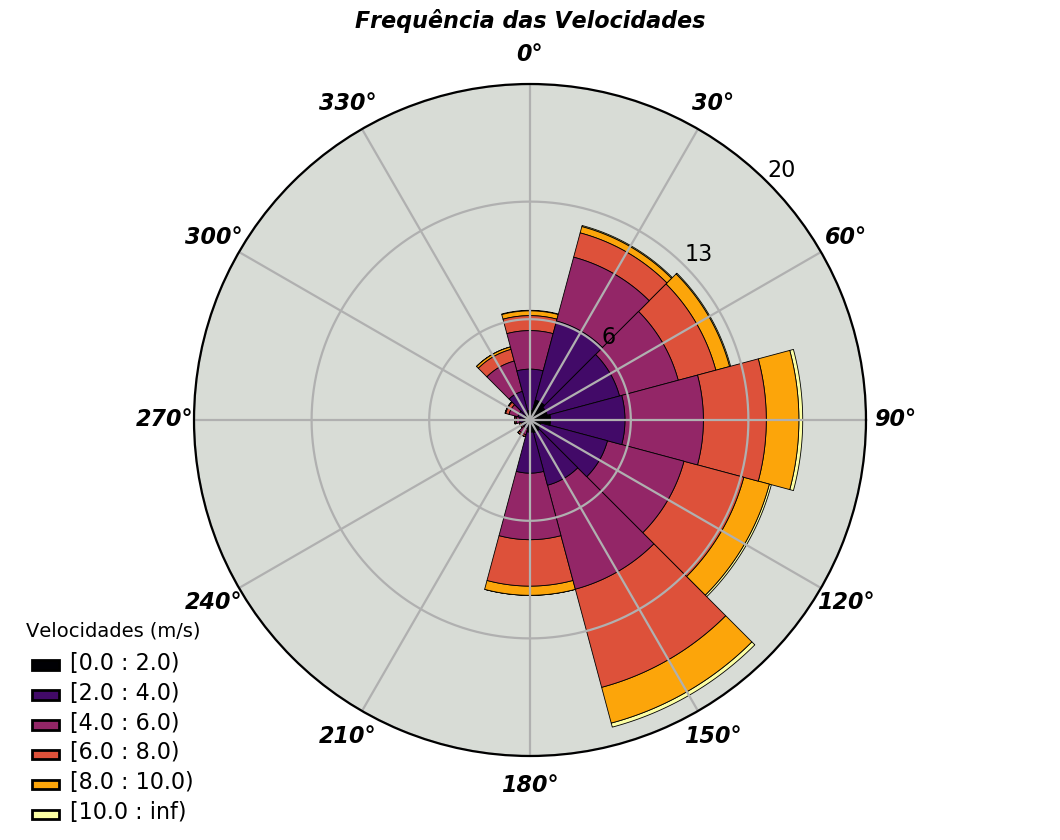 Frequência das Velocidades
0°
330°
30°
20
300°
60°
13
6
270°
90°
240°
120°
210°
150°
180°
Velocidades (m/s)
[0.0 : 2.0)
[2.0 : 4.0)
[4.0 : 6.0)
[6.0 : 8.0)
[8.0 : 10.0)
[10.0 : inf)